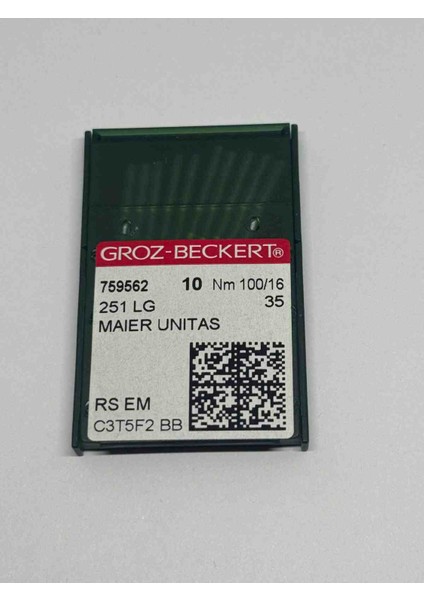 GROZ-BECKERT®
759562 10 Nm 100/16
251 LG 35
MAIER UNITAS
RS EM
C3T5F2 BB